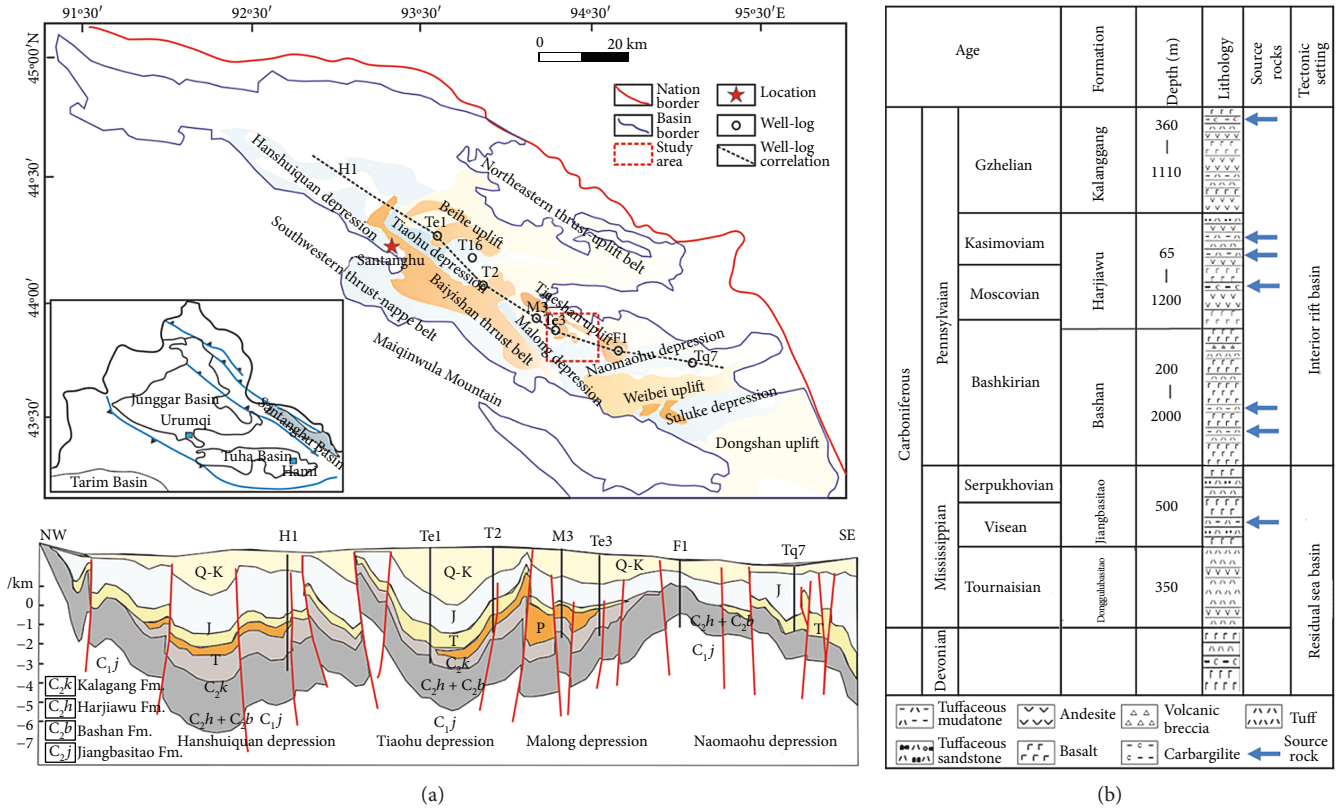 91°30′E
92°30′E
93°30′E
94°30′E
95°30′E
45°00′N
44°30′
44°00′
43°30′
0 20 km
Nation
border
Location
Basin
border
Well-log
Study
area
Well-log
correlation
Hanshuiquan depression
H1
Northeastern thrust-uplift belt
Beihe uplift
Te1
Tiaohu depression
T16
Santanghu
T2
Southwestern thrust-nappe belt
Baiyishan thrust belt
M3
Te3
F1
Malong depression
Naomaohu depression
Tq7
Maiqinwula Mountain
Weibei uplift
Suluke depression
Dongshan uplift
Junggar Basin
Urumqi
Santanghu Basin
Tuha Basin
Hami
Tarim Basin
NW
H1
Te1
T2
M3
Te3
F1
Tq7
SE
/km
0
−1
−2
−3
−4
−5
−6
−7
Q-K
Q-K
Q-K
J
J
J
T
T
T
P
C₂k
C₂k
C₂h + C₂b
C₂h + C₂b
C₂h + C₂b
C₁j
C₁j
C₁j
C₁j
C₂k Kalagang Fm.
C₂h Harjiawu Fm.
C₂b Bashan Fm.
C₂j Jiangbasitao Fm.
Hanshuiquan depression
Tiaohu depression
Malong depression
Naomaohu depression
(a)
Age
Formation
Depth (m)
Lithology
Source
rocks
Tectonic
setting
Carboniferous
Pennsylvaian
Gzhelian
Kalanggang
360
|
1110
Kasimovian
Moscovian
Harjiawu
65
|
1200
Bashkirian
Bashan
200
|
2000
Interior rift basin
Mississippian
Serpukhovian
Visean
Jiangbasitao
500
Tournaisian
Donggulubasitao
350
Devonian
Residual sea basin
Tuffaceous
mudatone
Andesite
Volcanic
breccia
Tuff
Tuffaceous
sandstone
Basalt
Carbargilite
Source
rock
(b)